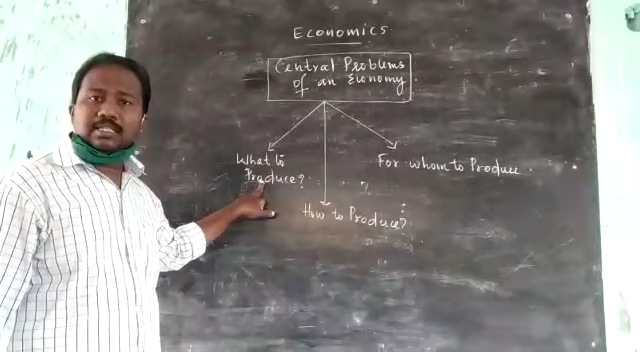 Economics
Central Problems
of an Economy
What to
Produce?
For whom to Produce
How to Produce?